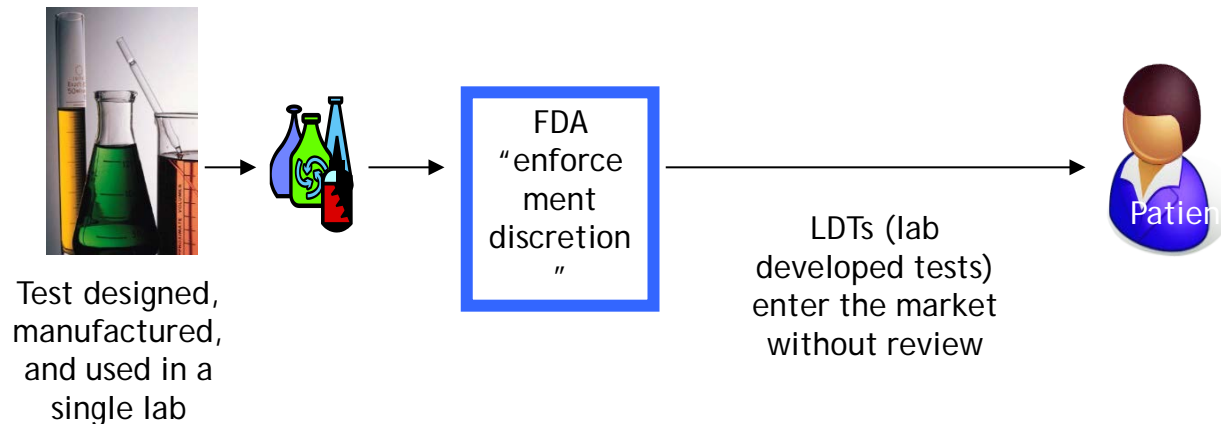 FDA
“enforce
ment
discretion
”
Patien
LDTs (lab
developed tests)
enter the market
without review
Test designed,
manufactured,
and used in a
single lab